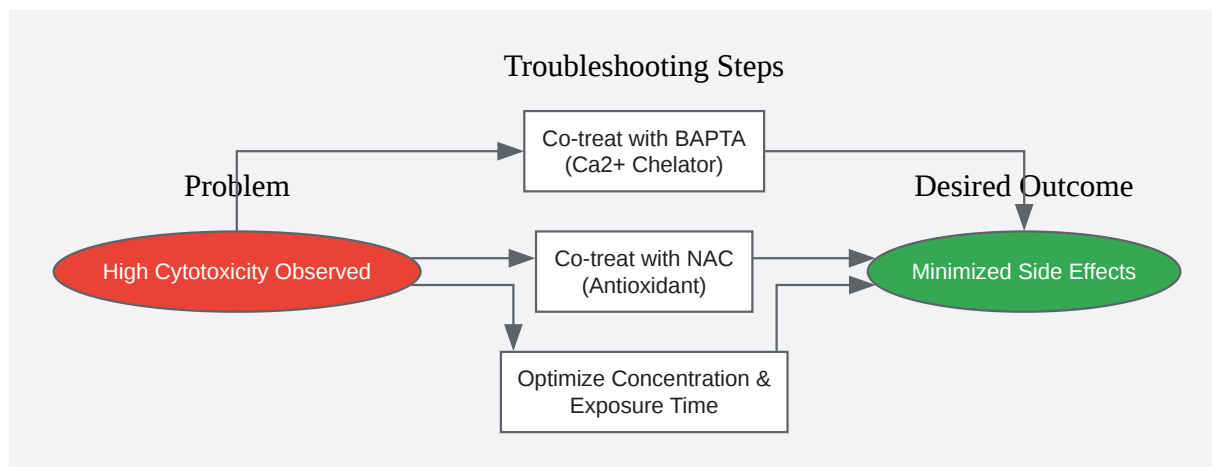 Troubleshooting Steps
Co-treat with BAPTA
(Ca2+ Chelator)
Problem
Desired Outcome
High Cytotoxicity Observed
Co-treat with NAC
(Antioxidant)
Minimized Side Effects
Optimize Concentration &
Exposure Time